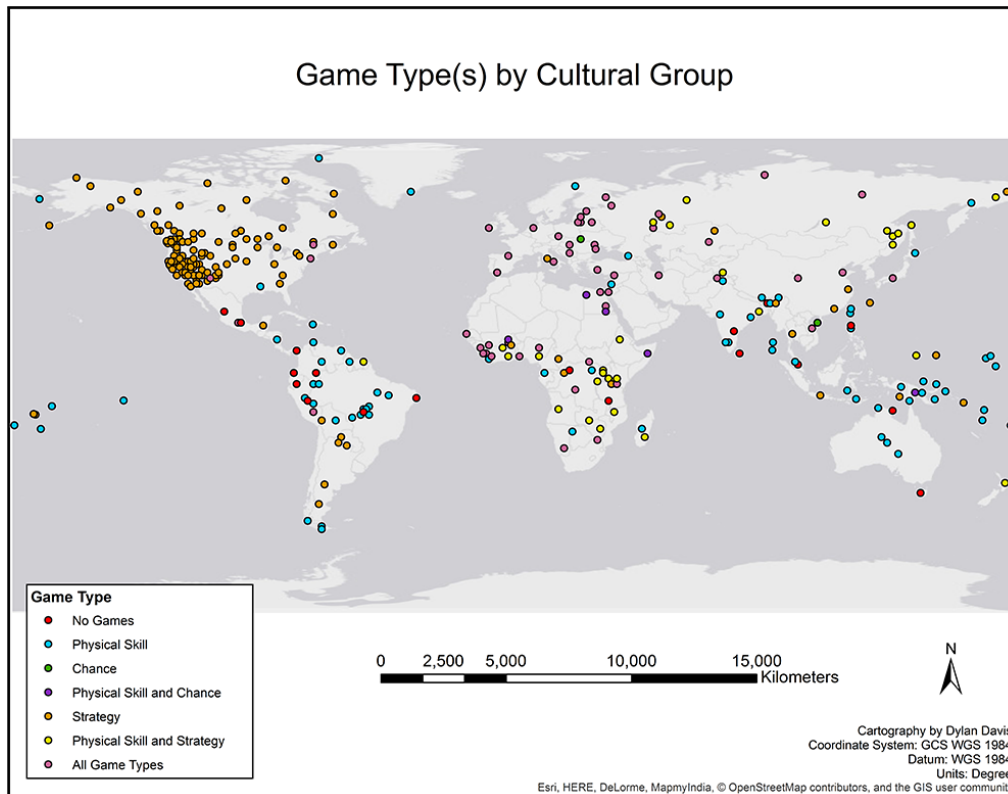 Game Type(s) by Cultural Group
Game Type
No Games
Physical Skill
Chance
Physical Skill and Chance
Strategy
Physical Skill and Strategy
All Game Types
0 2,500 5,000 10,000 15,000
Kilometers
N
Cartography by Dylan Davis
Coordinate System: GCS WGS 1984
Datum: WGS 1984
Units: Degree
Esri, HERE, DeLorme, MapmyIndia, © OpenStreetMap contributors, and the GIS user communit